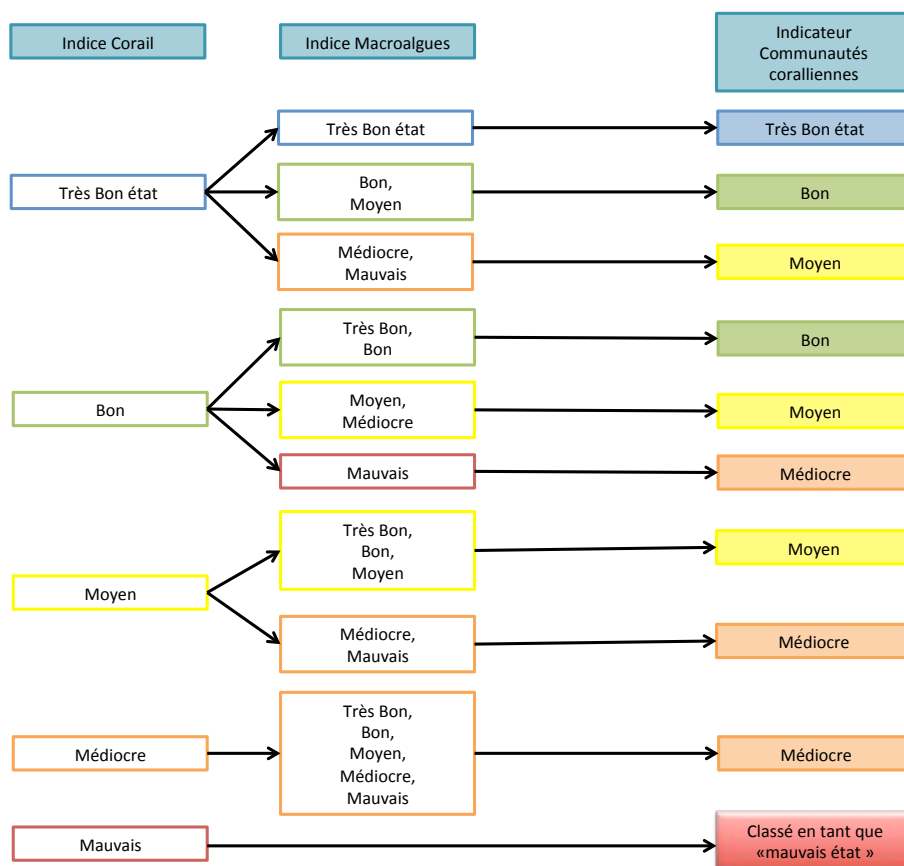 Indice Corail
Indice Macroalgues
Indicateur
Communautés
coralliennes
Très Bon état
Très Bon état
Très Bon état
Bon,
Moyen
Bon
Médiocre,
Mauvais
Moyen
Bon
Très Bon,
Bon
Bon
Moyen,
Médiocre
Moyen
Mauvais
Médiocre
Moyen
Très Bon,
Bon,
Moyen
Moyen
Médiocre,
Mauvais
Médiocre
Médiocre
Très Bon,
Bon,
Moyen,
Médiocre,
Mauvais
Médiocre
Mauvais
Classé en tant que
«mauvais état »